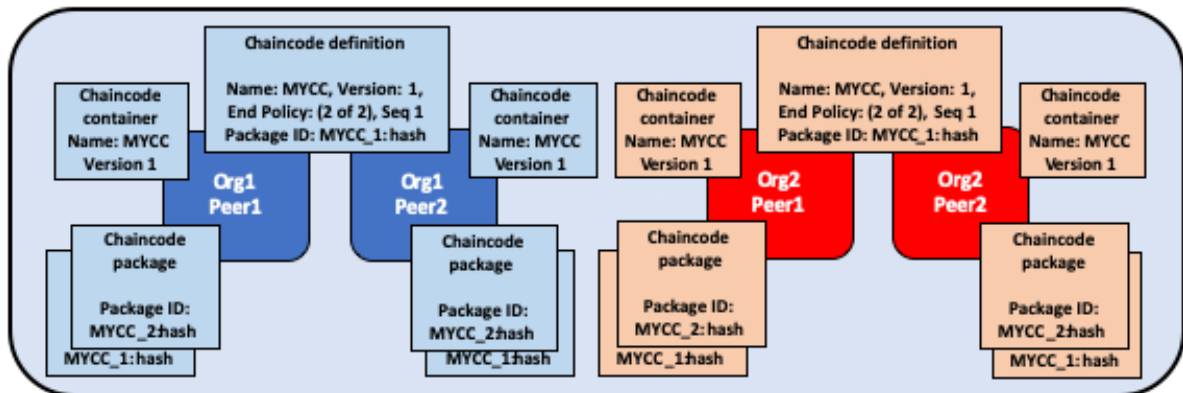 Chaincode definition
Name: MYCC, Version: 1,
End Policy: (2 of 2), Seq 1
Package ID: MYCC_1:hash
Chaincode
container
Name: MYCC
Version 1
Chaincode
container
Name: MYCC
Version 1
Org1
Peer1
Org1
Peer2
Chaincode
package
Package ID:
MYCC_2:hash
MYCC_1:hash
Chaincode
package
Package ID:
MYCC_2:hash
MYCC_1:hash
Chaincode definition
Name: MYCC, Version: 1,
End Policy: (2 of 2), Seq 1
Package ID: MYCC_1:hash
Chaincode
container
Name: MYCC
Version 1
Chaincode
container
Name: MYCC
Version 1
Org2
Peer1
Org2
Peer2
Chaincode
package
Package ID:
MYCC_2:hash
MYCC_1:hash
Chaincode
package
Package ID:
MYCC_2:hash
MYCC_1:hash